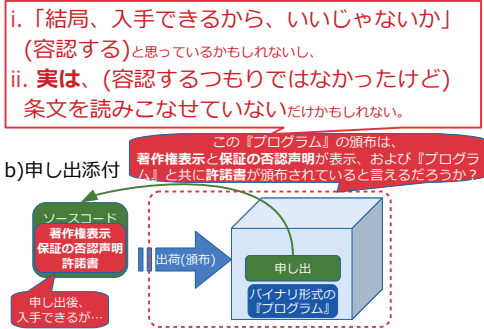 i.「結局、入手できるから、いいじゃないか」
(容認する)と思っているかもしれないし、
ii. 実は、(容認するつもりではなかったけど)
条文を読みこなせていないだけかもしれない。
この『プログラム』の頒布は、
著作権表示と保証の否認声明が表示、および『プログラ
ム』と共に許諾書が頒布されていると言えるだろうか？
b)申し出添付
ソースコード
著作権表示
保証の否認声明
許諾書
出荷(頒布)
申し出
バイナリ形式の
『プログラム』
申し出後、
入手できるが…